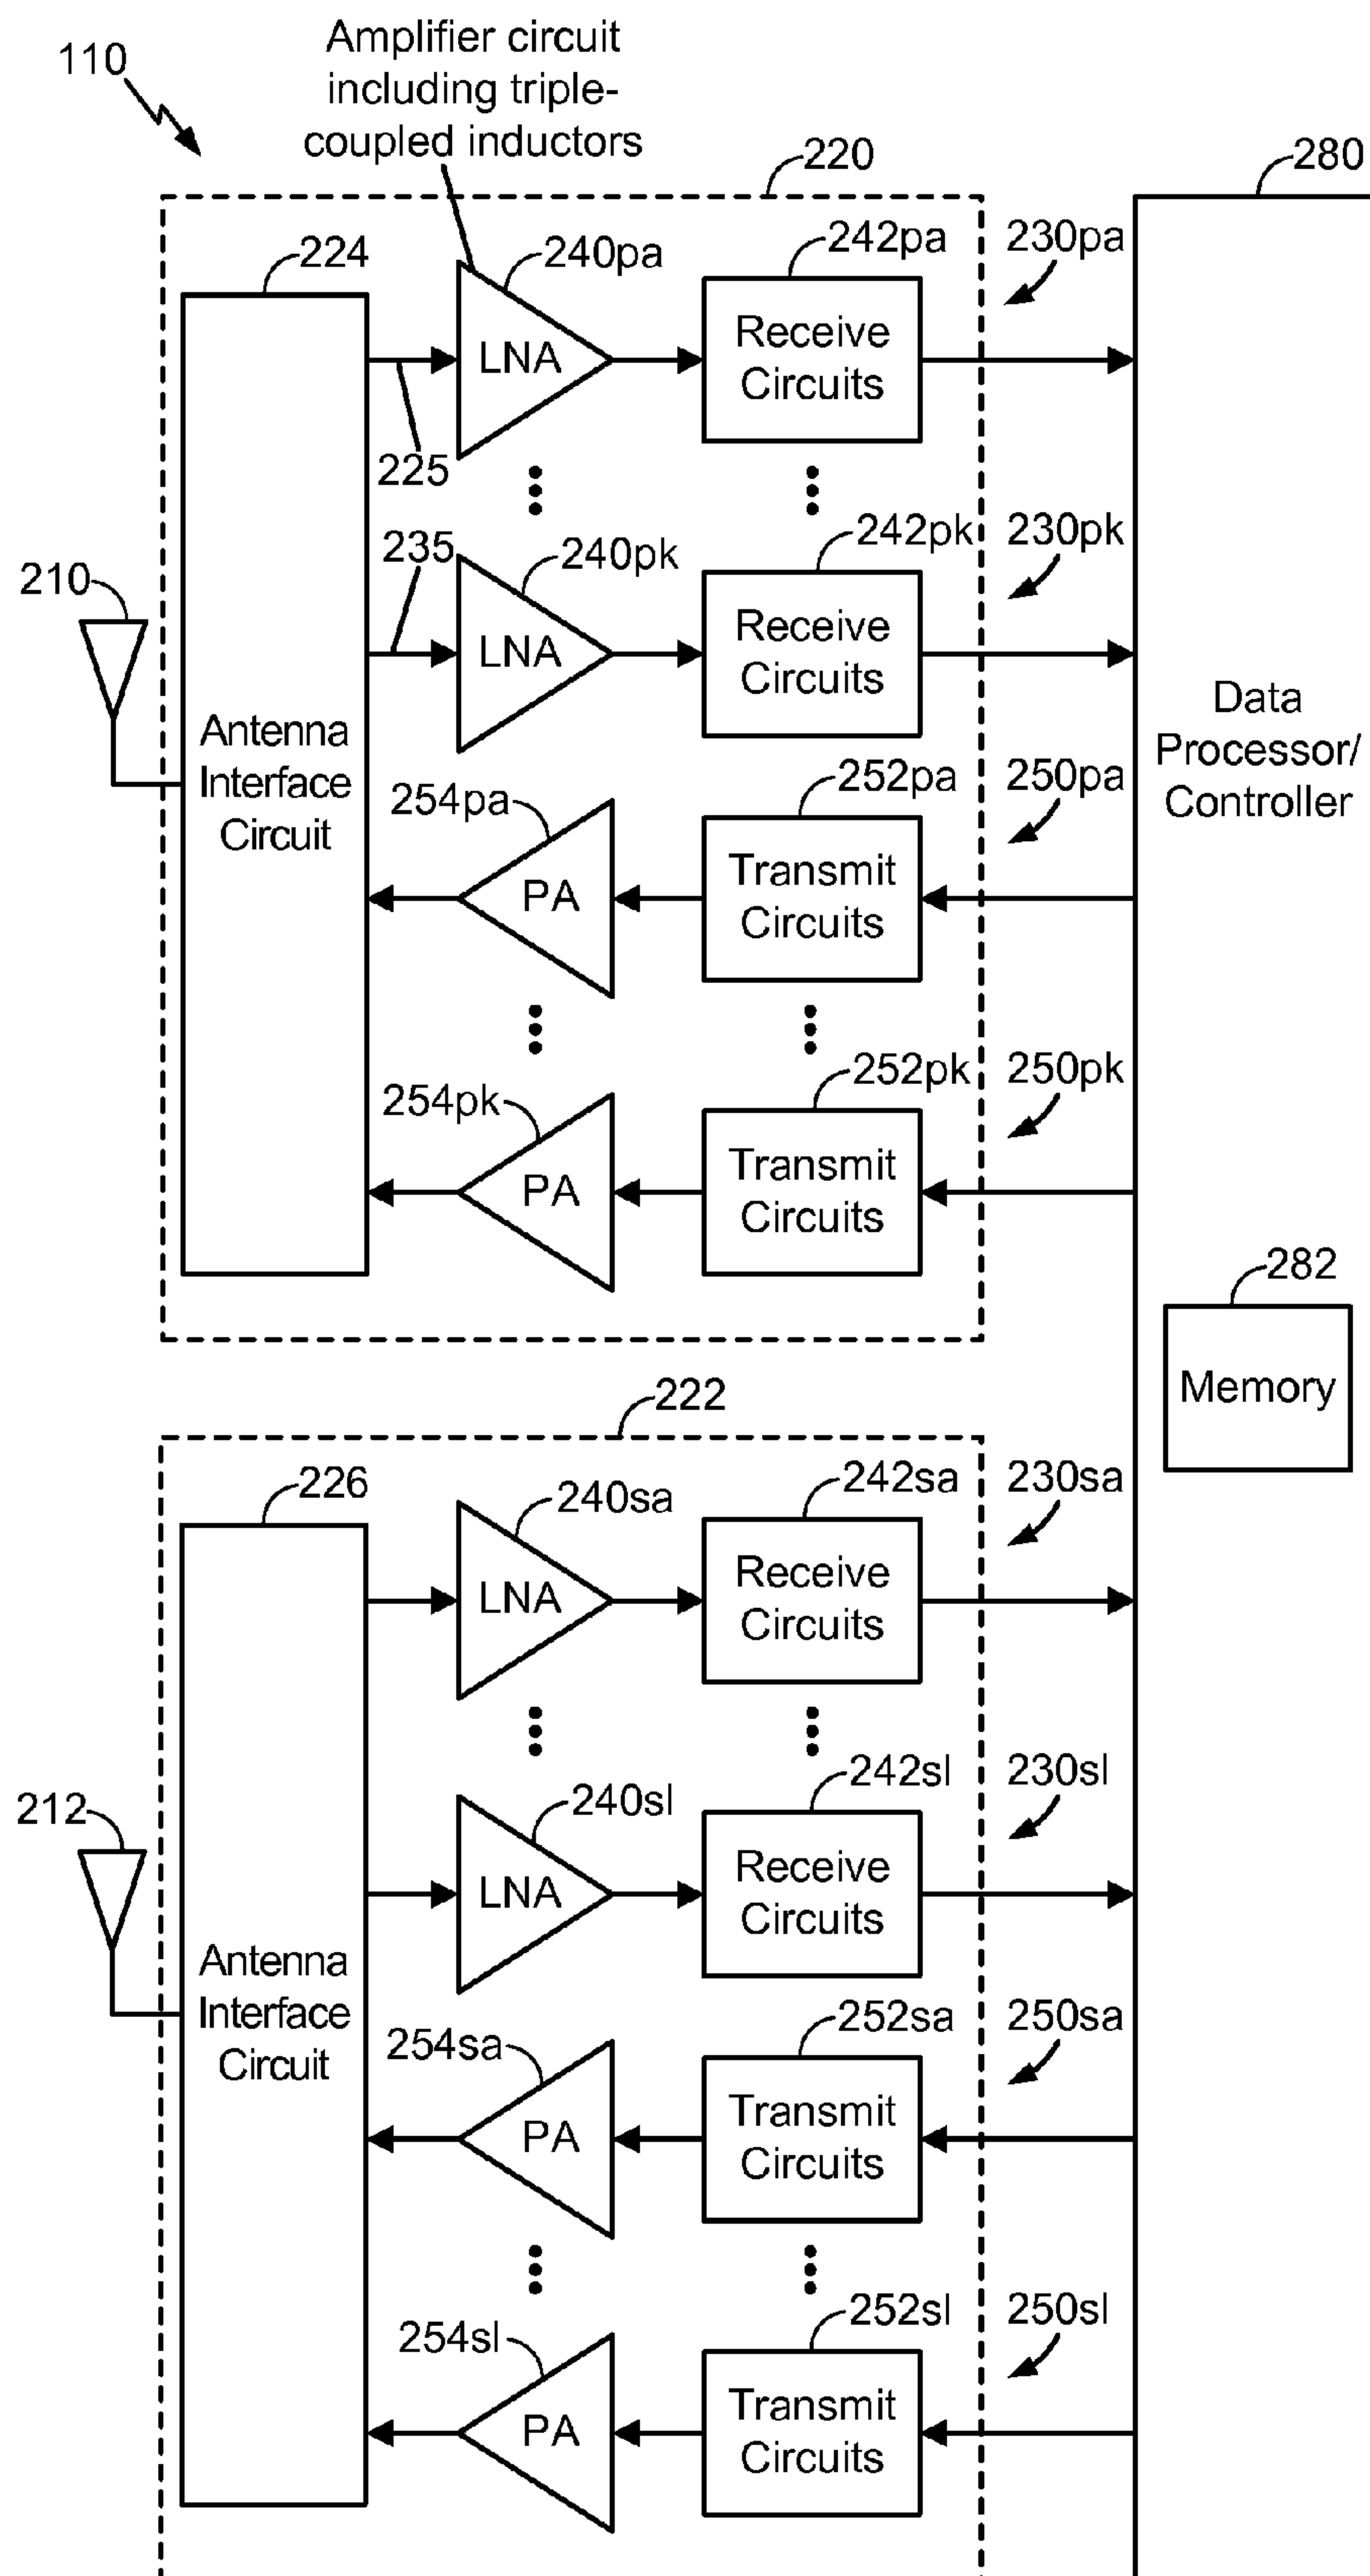 110
Amplifier circuit
including triple-
coupled inductors
220
280
224
240pa
242pa
230pa
LNA
Receive
Circuits
225
235
240pk
242pk
230pk
210
LNA
Receive
Circuits
Antenna
Interface
Circuit
Data
Processor/
Controller
254pa
252pa
250pa
PA
Transmit
Circuits
254pk
252pk
250pk
PA
Transmit
Circuits
282
Memory
222
226
240sa
242sa
230sa
LNA
Receive
Circuits
240sl
242sl
230sl
212
LNA
Receive
Circuits
Antenna
Interface
Circuit
254sa
252sa
250sa
PA
Transmit
Circuits
254sl
252sl
250sl
PA
Transmit
Circuits